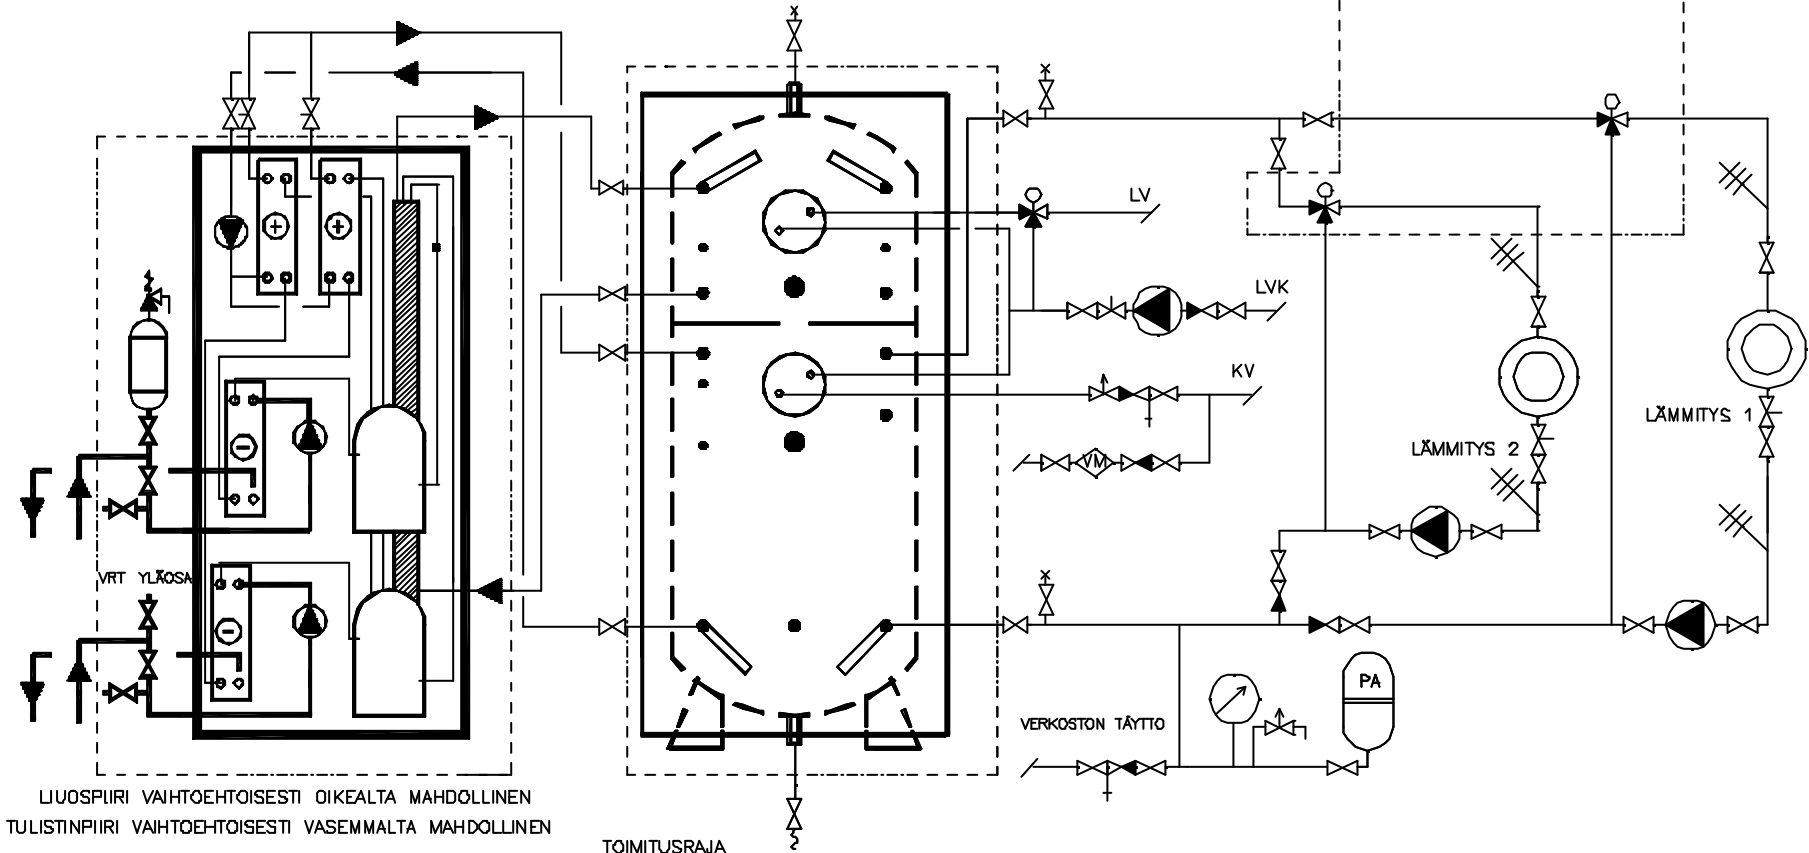 LV
LVK
KV
VM
LÄMMITYS 1
LÄMMITYS 2
VRT YLÄOSA
PA
VERKOSTON TÄYTTÖ
LIUOSPIIRI VAIHTOEHTOISESTI OIKEALTA MAHDOLLINEN
TULISTINPIIRI VAIHTOEHTOISESTI VASEMMALTA MAHDOLLINEN
TOIMITUSRAJA